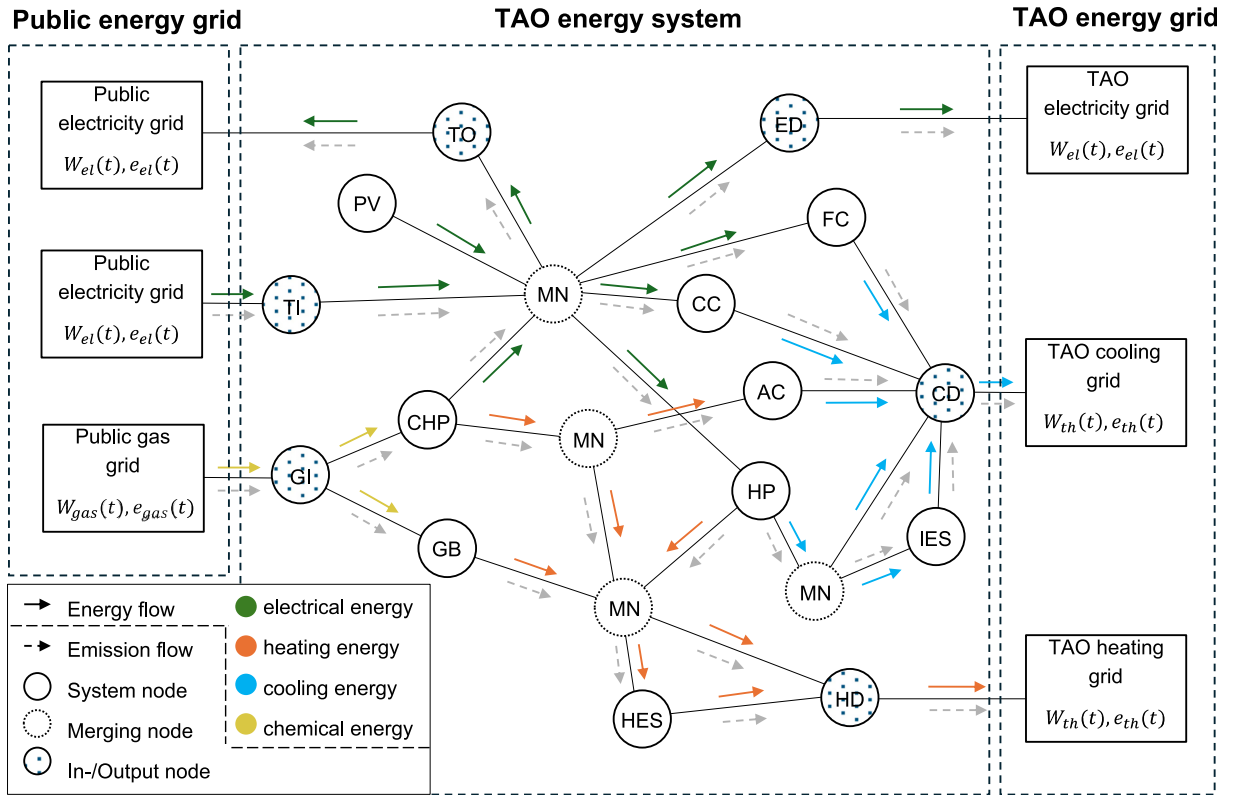 Public energy grid
TAO energy system
TAO energy grid
Public
electricity grid
W_el(t), e_el(t)
Public
electricity grid
W_el(t), e_el(t)
Public gas
grid
W_gas(t), e_gas(t)
TO
PV
TI
MN
ED
FC
CC
CHP
MN
AC
CD
GI
GB
HP
IES
MN
MN
HES
HD
TAO
electricity grid
W_el(t), e_el(t)
TAO cooling
grid
W_th(t), e_th(t)
TAO heating
grid
W_th(t), e_th(t)
Energy flow
Emission flow
System node
Merging node
In-/Output node
electrical energy
heating energy
cooling energy
chemical energy